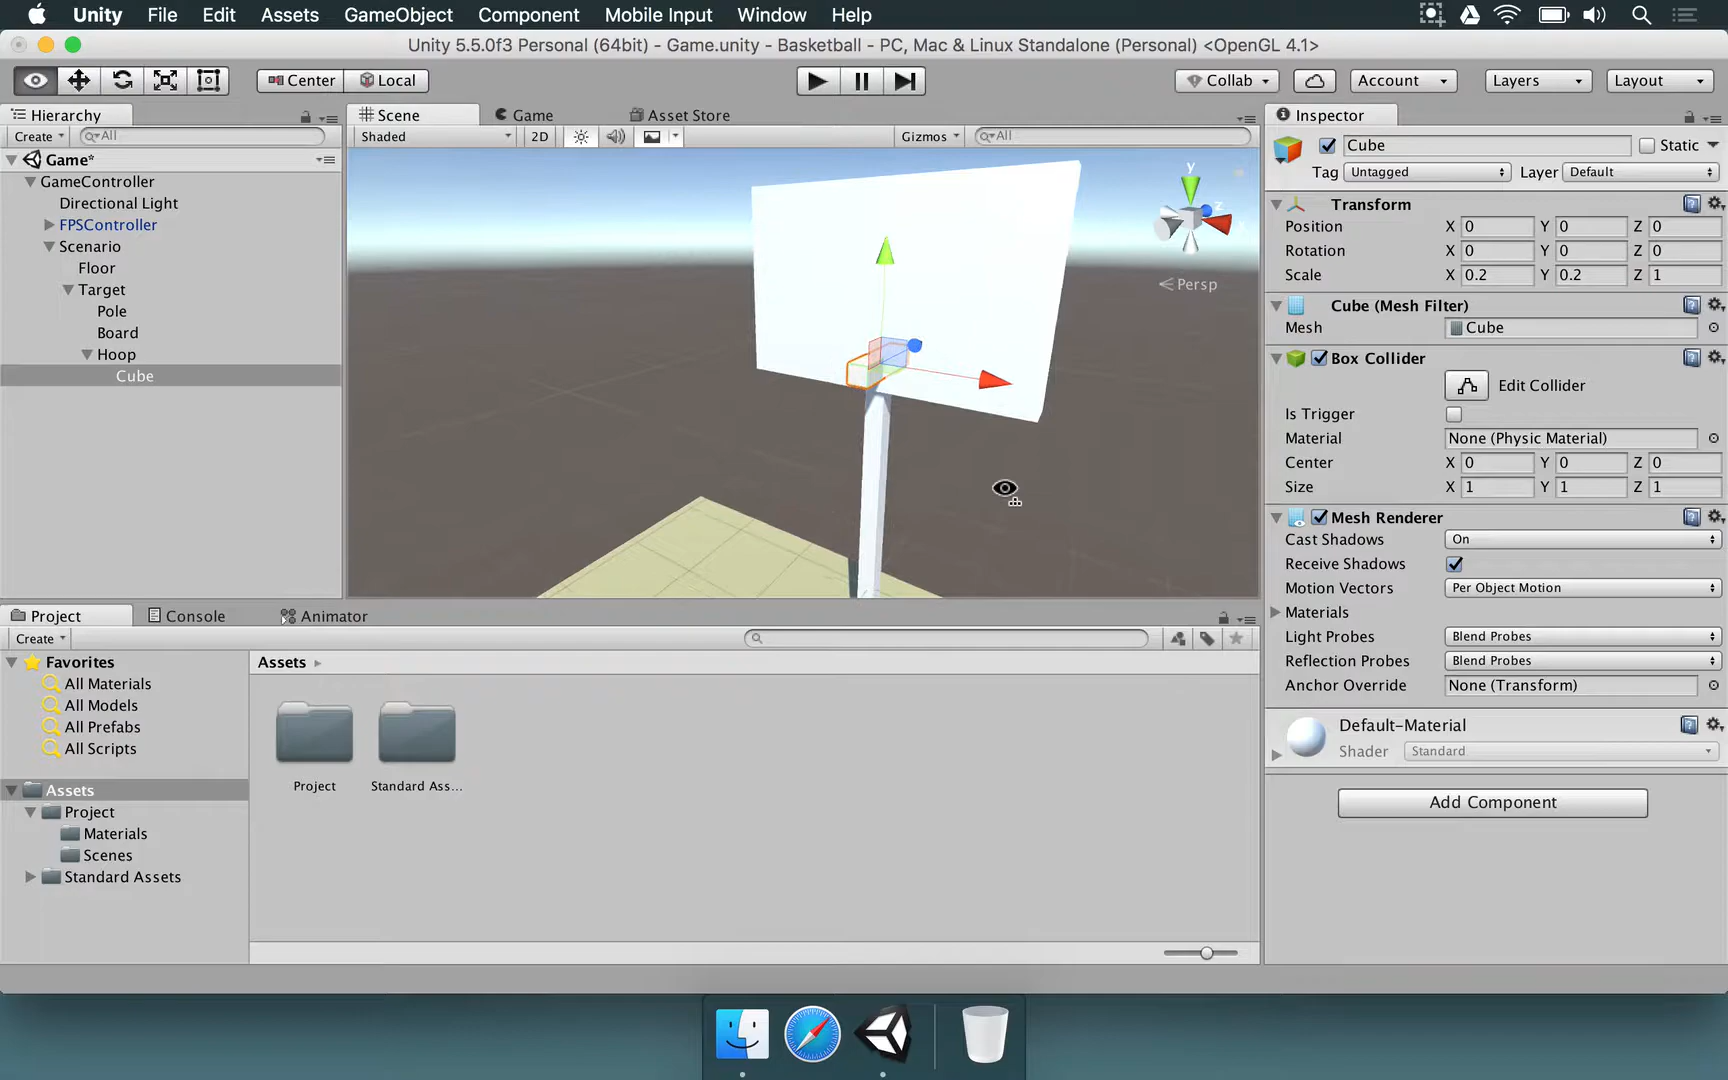 Unity File Edit Assets GameObject Component Mobile Input Window Help
Unity 5.5.0f3 Personal (64bit) - Game.unity - Basketball - PC, Mac & Linux Standalone (Personal) <OpenGL 4.1>
Center Local Collab Account Layers Layout
Hierarchy
Create All
Game*
GameController
Directional Light
FPSController
Scenario
Floor
Target
Pole
Board
Hoop
Cube
Scene Game Asset Store
Shaded 2D Gizmos All
y
z
Persp
Inspector
Cube Static
Tag Untagged Layer Default
Transform
Position X 0 Y 0 Z 0
Rotation X 0 Y 0 Z 0
Scale X 0.2 Y 0.2 Z 1
Cube (Mesh Filter)
Mesh Cube
Box Collider
Edit Collider
Is Trigger
Material None (Physic Material)
Center X 0 Y 0 Z 0
Size X 1 Y 1 Z 1
Mesh Renderer
Cast Shadows On
Receive Shadows
Motion Vectors Per Object Motion
Materials
Light Probes Blend Probes
Reflection Probes Blend Probes
Anchor Override None (Transform)
Default-Material
Shader Standard
Add Component
Project Console Animator
Create
Favorites
All Materials
All Models
All Prefabs
All Scripts
Assets
Project
Materials
Scenes
Standard Assets
Assets
Project Standard Ass...